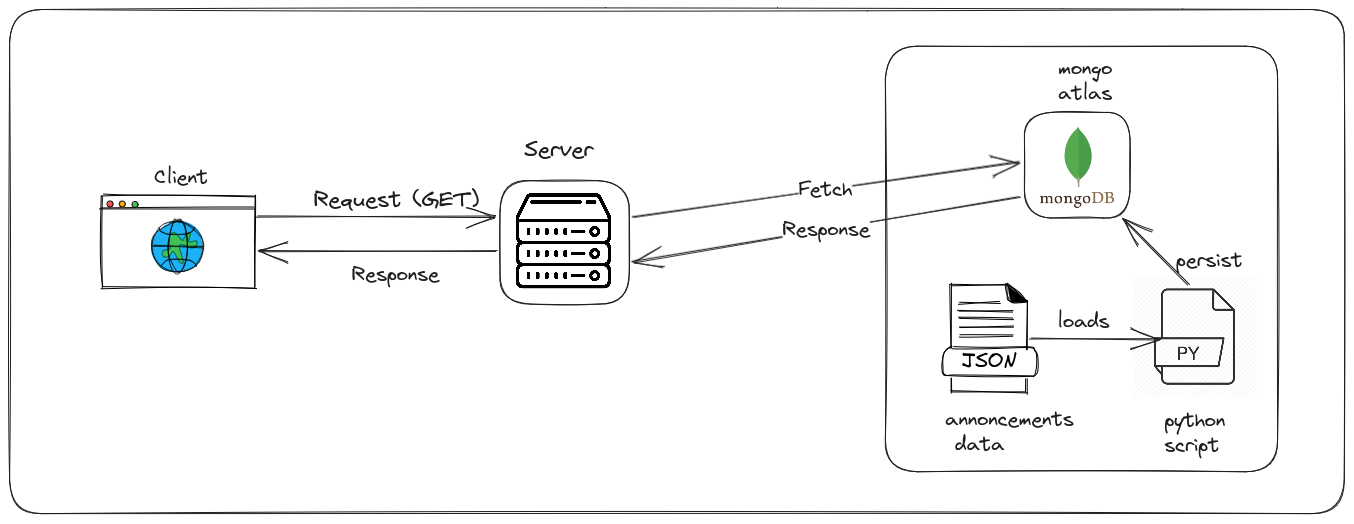 mongo
atlas
Server
Client
Request (GET)
Fetch
mongoDB
Response
Response
persist
loads
JSON
PY
annoncements
data
python
script